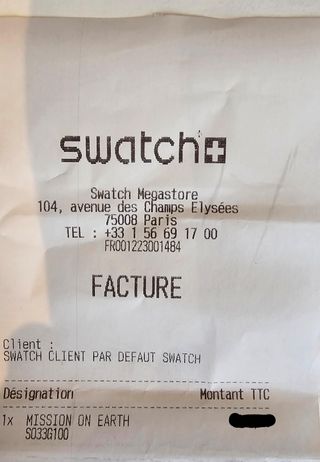 swatch
Swatch Megastore
104, avenue des Champs Elysées
75008 Paris
TEL : +33 1 56 69 17 00
FR001223001484
FACTURE
Client :
SWATCH CLIENT PAR DEFAUT SWATCH
Désignation Montant TTC
1x MISSION ON EARTH
SO33G100